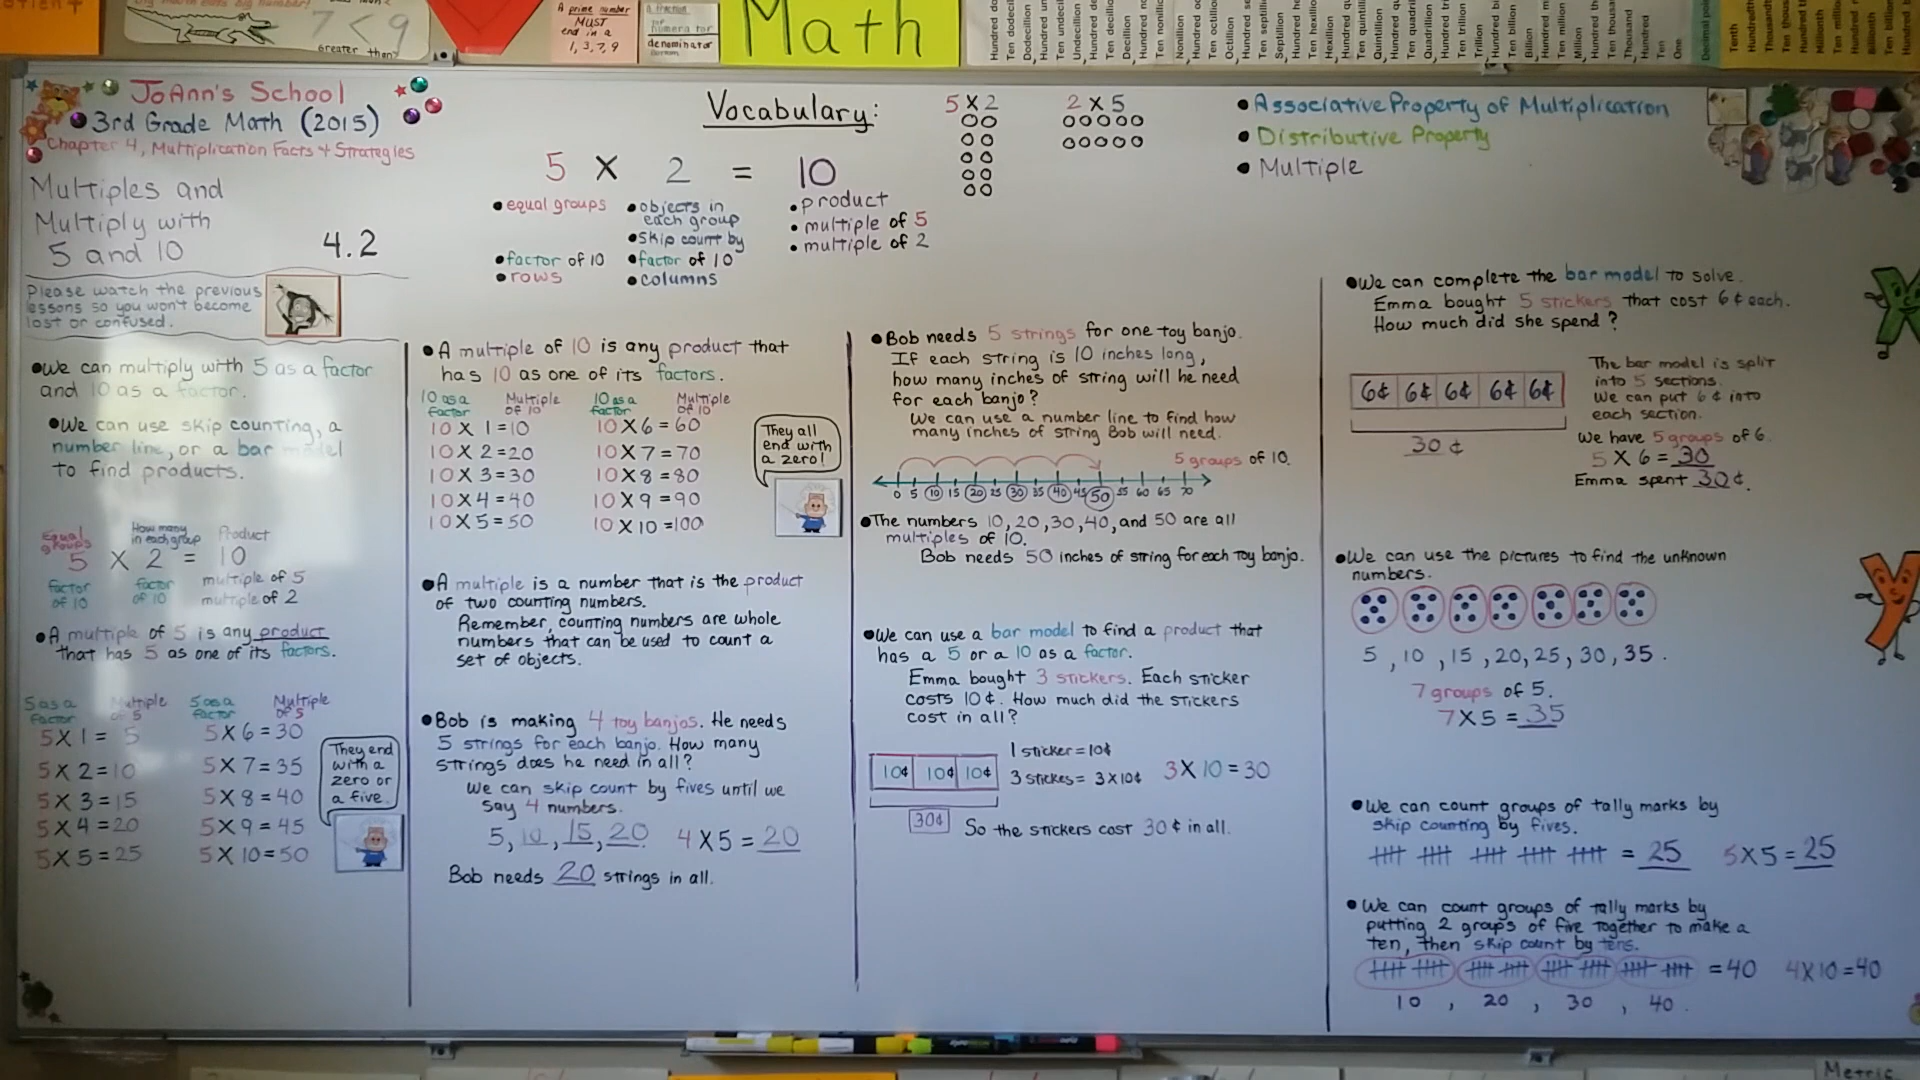 7 < 9
greater than
A prime number
MUST
end in a
1, 3, 7, 9
A fraction
numerator
denominator
Math
JoAnn's School
3rd Grade Math (2015)
Chapter 4, Multiplication Facts + Strategies
Multiples and
Multiply with
5 and 10
4.2
Please watch the previous
lessons so you won't become
lost or confused.
Vocabulary:
5 X 2 = 10
• equal groups
• factor of 10
• rows
• objects in
each group
• skip count by
• factor of 10
• columns
• product
• multiple of 5
• multiple of 2
5 X 2
2 X 5
• Associative Property of Multiplication
• Distributive Property
• Multiple
• We can multiply with 5 as a factor
and 10 as a factor.
• We can use skip counting, a
number line, or a bar model
to find products.
Equal groups
How many in each group
Product
5 X 2 = 10
factor of 10
factor of 10
multiple of 5
multiple of 2
• A multiple of 5 is any product
that has 5 as one of its factors.
5 as a factor
Multiple of 5
5 as a factor
Multiple of 5
5 X 1 = 5
5 X 6 = 30
5 X 2 = 10
5 X 7 = 35
5 X 3 = 15
5 X 8 = 40
5 X 4 = 20
5 X 9 = 45
5 X 5 = 25
5 X 10 = 50
They end
with a
zero or
a five.
• A multiple of 10 is any product that
has 10 as one of its factors.
10 as a factor
Multiple of 10
10 as a factor
Multiple of 10
10 X 1 = 10
10 X 6 = 60
10 X 2 = 20
10 X 7 = 70
10 X 3 = 30
10 X 8 = 80
10 X 4 = 40
10 X 9 = 90
10 X 5 = 50
10 X 10 = 100
They all
end with
a zero!
• A multiple is a number that is the product
of two counting numbers.
Remember, counting numbers are whole
numbers that can be used to count a
set of objects.
• Bob is making 4 toy banjos. He needs
5 strings for each banjo. How many
strings does he need in all?
We can skip count by fives until we
say 4 numbers.
5, 10, 15, 20. 4 X 5 = 20
Bob needs 20 strings in all.
• Bob needs 5 strings for one toy banjo.
If each string is 10 inches long,
how many inches of string will he need
for each banjo?
We can use a number line to find how
many inches of string Bob will need.
5 groups of 10.
0 5 10 15 20 25 30 35 40 45 50 55 60 65 70
• The numbers 10, 20, 30, 40, and 50 are all
multiples of 10.
Bob needs 50 inches of string for each toy banjo.
• We can use a bar model to find a product that
has a 5 or a 10 as a factor.
Emma bought 3 stickers. Each sticker
costs 10¢. How much did the stickers
cost in all?
10¢ 10¢ 10¢
1 sticker = 10¢
3 stickes = 3 X 10¢
3 X 10 = 30
30¢
So the stickers cost 30¢ in all.
• We can complete the bar model to solve.
Emma bought 5 stickers that cost 6¢ each.
How much did she spend?
6¢ 6¢ 6¢ 6¢ 6¢
30 ¢
The bar model is split
into 5 sections.
We can put 6 ¢ into
each section.
We have 5 groups of 6.
5 X 6 = 30
Emma spent 30¢.
• We can use the pictures to find the unknown
numbers.
5, 10, 15, 20, 25, 30, 35.
7 groups of 5.
7 X 5 = 35
• We can count groups of tally marks by
skip counting by fives.
= 25 5 X 5 = 25
• We can count groups of tally marks by
putting 2 groups of five together to make a
ten, then skip count by tens.
= 40 4 X 10 = 40
10, 20, 30, 40.
Metric